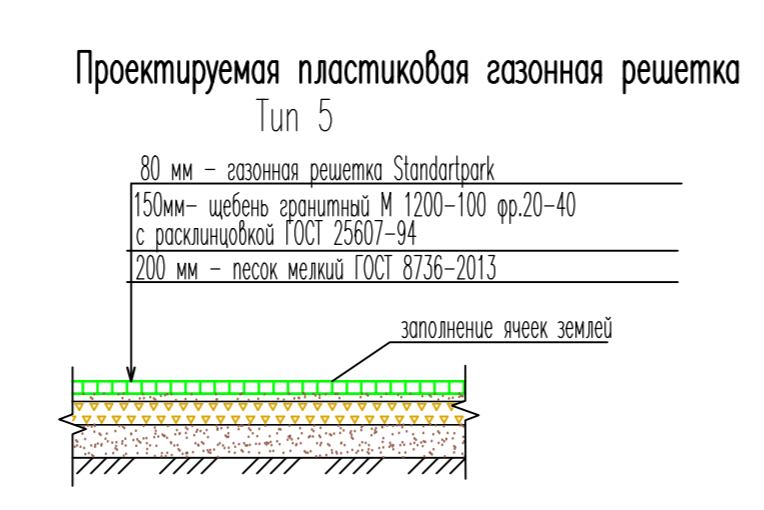 Проектируемая пластиковая газонная решетка
Тип 5
80 мм - газонная решетка Standartpark
150мм- щебень гранитный М 1200-100 фр.20-40
с расклинцовкой ГОСТ 25607-94
200 мм - песок мелкий ГОСТ 8736-2013
заполнение ячеек землей